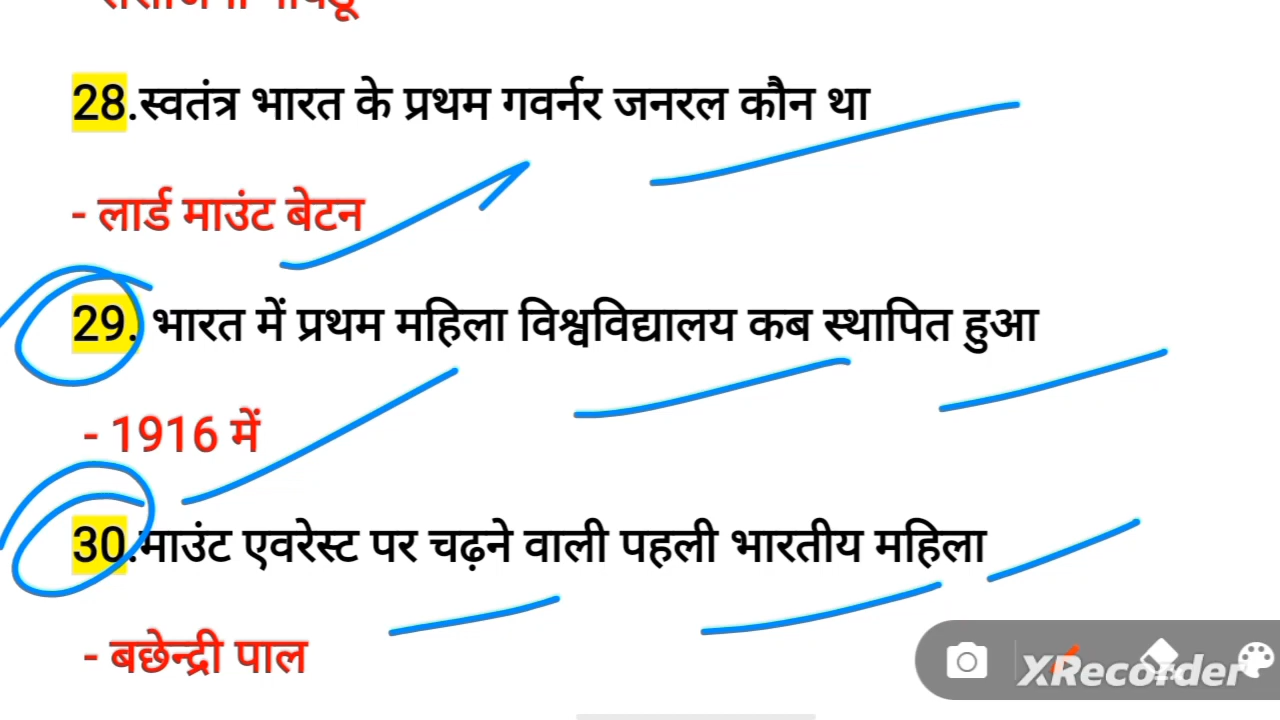 28.स्वतंत्र भारत के प्रथम गवर्नर जनरल कौन था
- लार्ड माउंट बेटन
29. भारत में प्रथम महिला विश्वविद्यालय कब स्थापित हुआ
- 1916 में
30.माउंट एवरेस्ट पर चढ़ने वाली पहली भारतीय महिला
- बछेन्द्री पाल
XRecorder